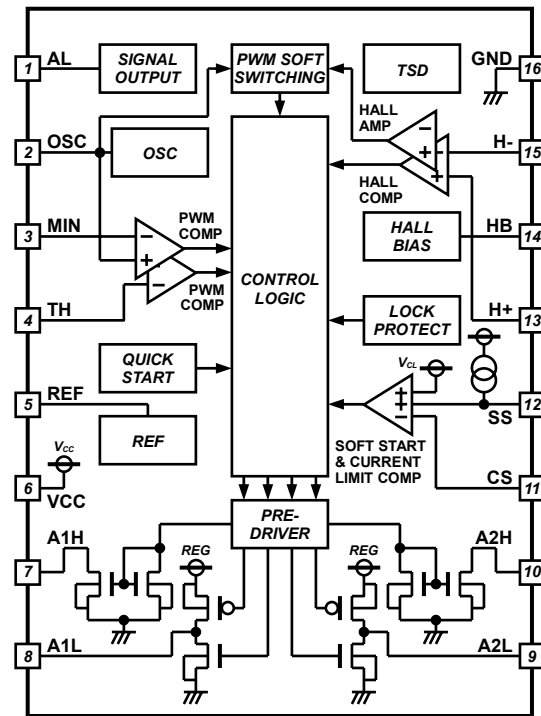 AL
SIGNAL
OUTPUT
PWM SOFT
SWITCHING
TSD
GND
1
16
HALL
AMP
OSC
OSC
H-
2
15
HALL
COMP
MIN
PWM
COMP
HALL
BIAS
HB
3
14
CONTROL
LOGIC
TH
PWM
COMP
LOCK
PROTECT
H+
4
13
QUICK
START
VCL
REF
REF
SS
5
12
SOFT START
& CURRENT
LIMIT COMP
VCC
CS
6
11
VCC
PRE-
DRIVER
A1H
REG
REG
A2H
7
10
A1L
A2L
8
9
-
+
-
-
+
-
+
+
-